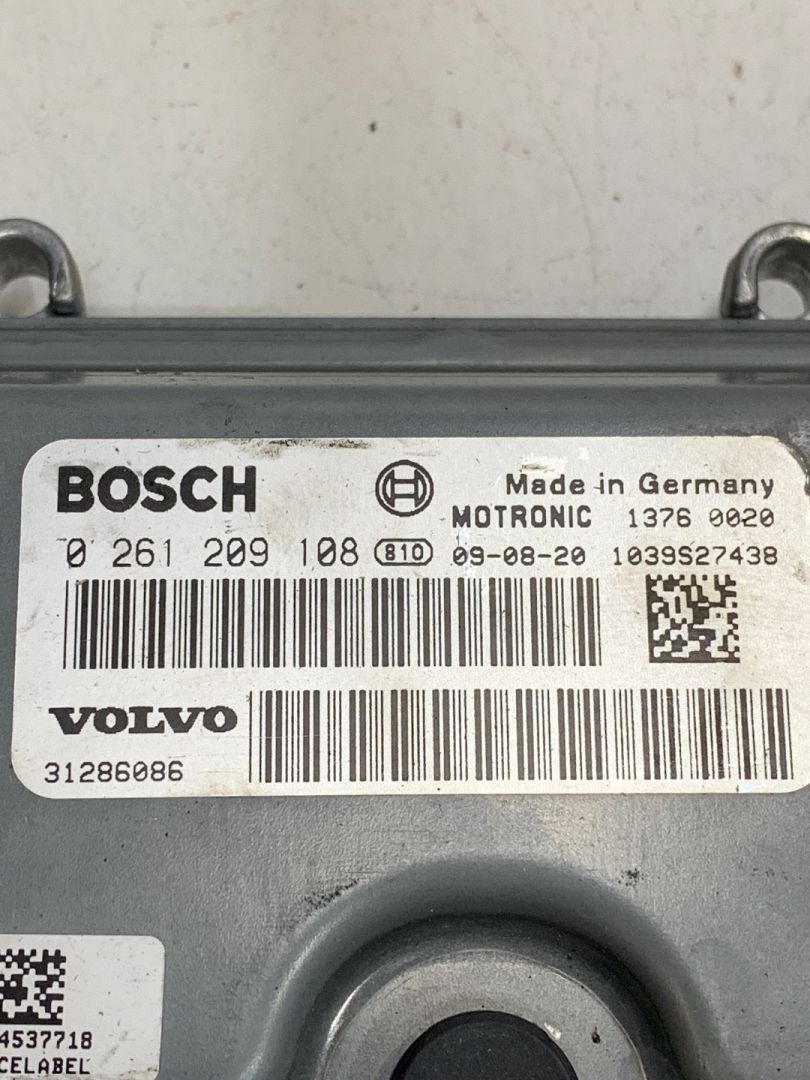 BOSCH Made in Germany
MOTRONIC 1376 0020
0 261 209 108 810 09-08-20 1039S27438
VOLVO
31286086
4537718
CELABEL